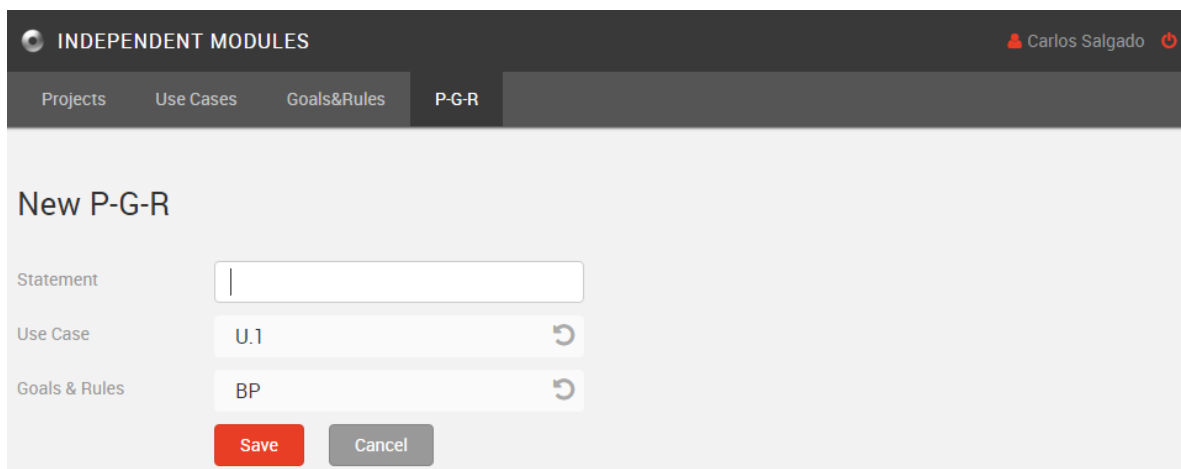 INDEPENDENT MODULES Carlos Salgado
Projects Use Cases Goals&Rules P-G-R
New P-G-R
Statement
Use Case U.1
Goals & Rules BP
Save Cancel